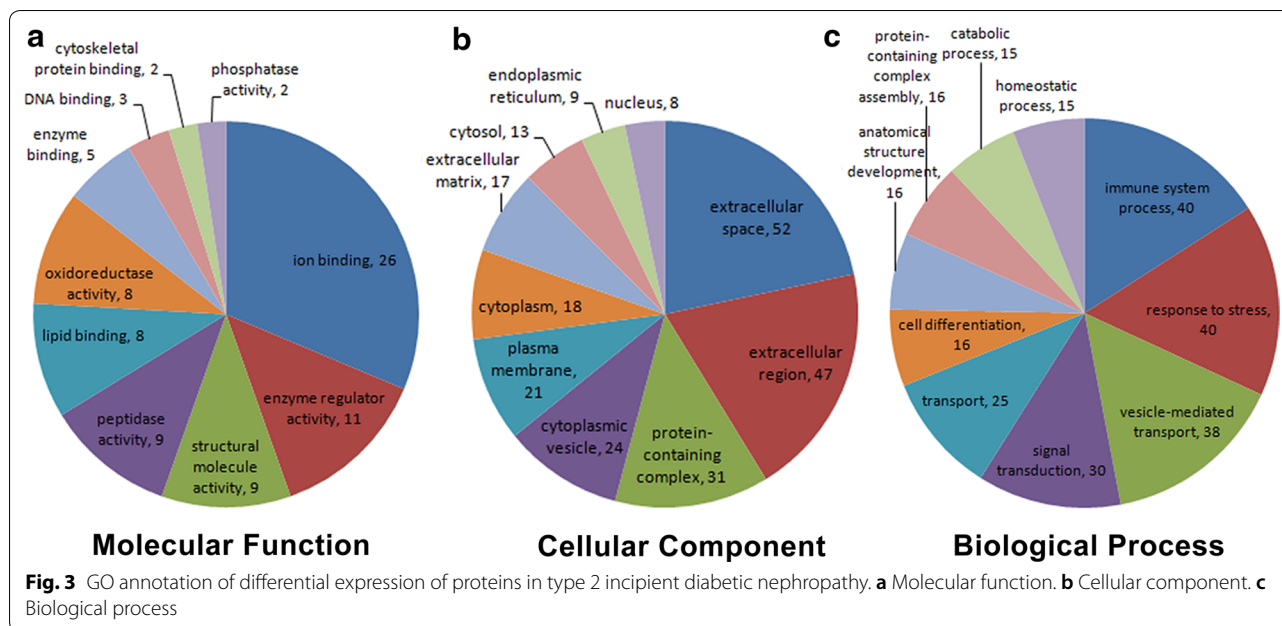 a
cytoskeletal
protein binding, 2
phosphatase
activity, 2
DNA binding, 3
enzyme
binding, 5
ion binding, 26
oxidoreductase
activity, 8
lipid binding, 8
enzyme regulator
activity, 11
peptidase
activity, 9
structural
molecule
activity, 9
Molecular Function
b
endoplasmic
reticulum, 9
nucleus, 8
cytosol, 13
extracellular
matrix, 17
extracellular
space, 52
cytoplasm, 18
plasma
membrane,
21
extracellular
region, 47
cytoplasmic
vesicle, 24
protein-
containing
complex, 31
Cellular Component
c
protein-
containing
complex
assembly, 16
catabolic
process, 15
homeostatic
process, 15
anatomical
structure
development,
16
immune system
process, 40
response to stress,
40
cell differentiation,
16
transport, 25
vesicle-mediated
transport, 38
signal
transduction, 30
Biological Process
Fig. 3 GO annotation of differential expression of proteins in type 2 incipient diabetic nephropathy. a Molecular function. b Cellular component. c
Biological process